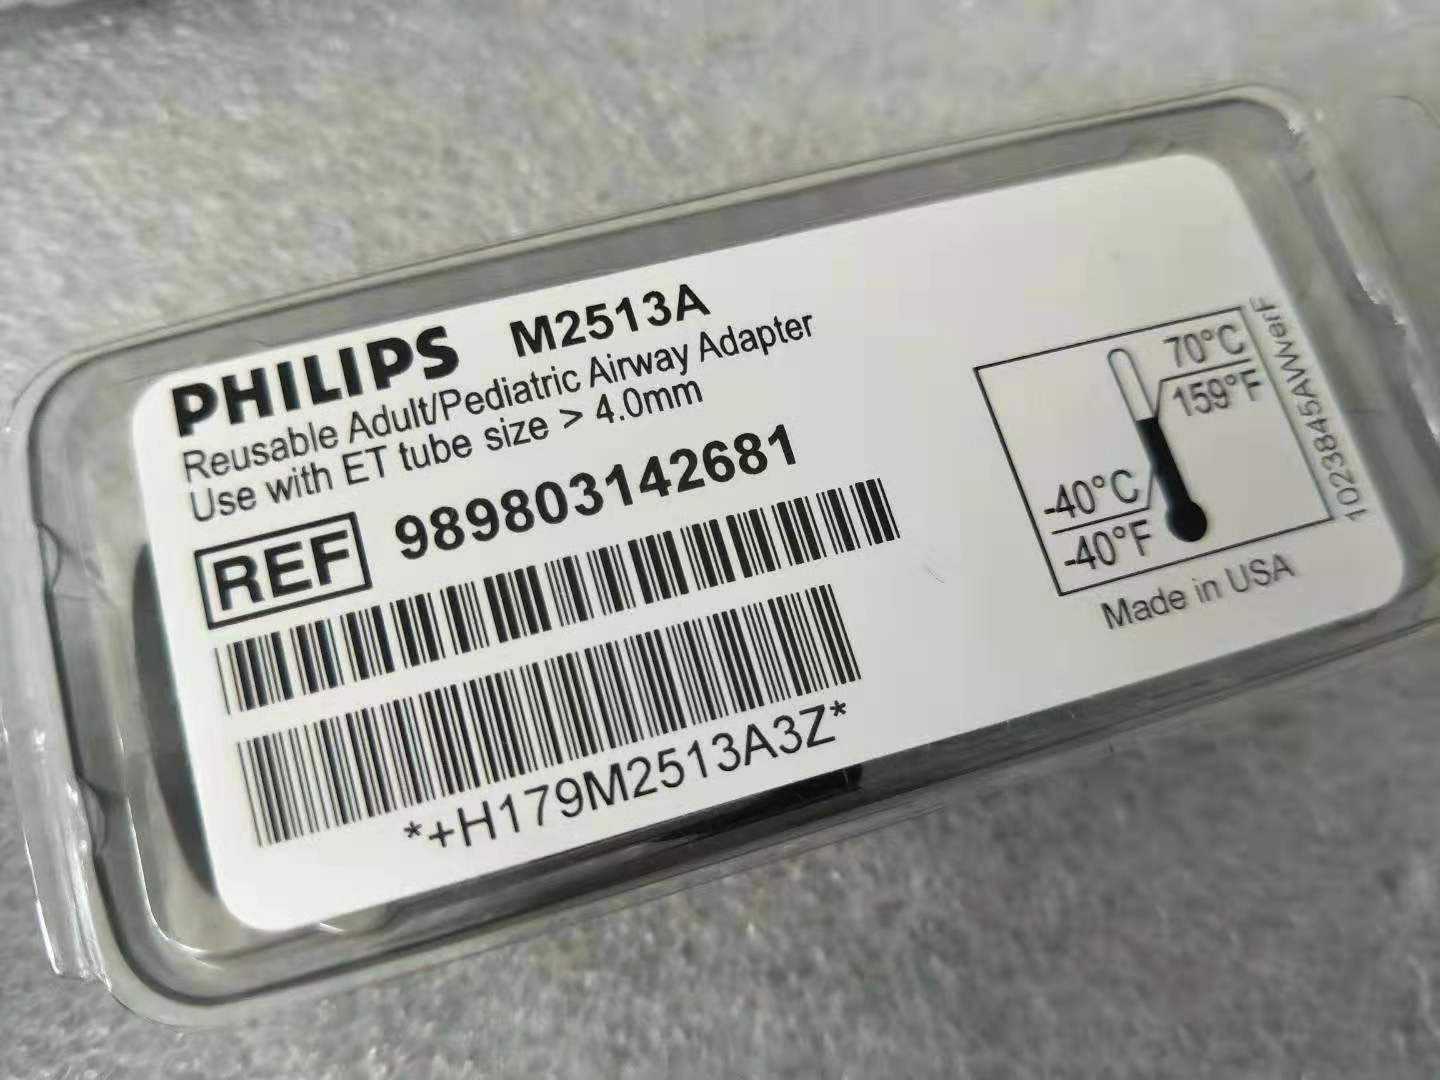 PHILIPS M2513A
Reusable Adult/Pediatric Airway Adapter
Use with ET tube size > 4.0mm
REF 989803142681
*+H179M2513A3Z*
70°C
159°F
-40°C
-40°F
Made in USA
1023845AWwerF